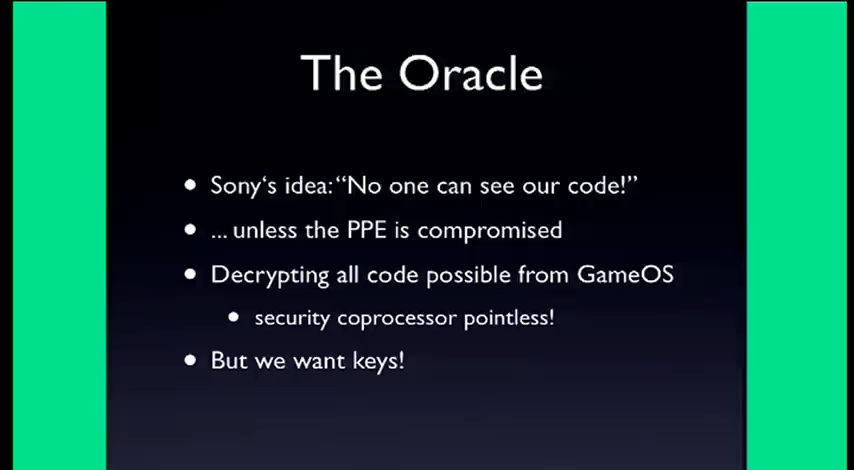 The Oracle
• Sony‘s idea: “No one can see our code!”
• ... unless the PPE is compromised
• Decrypting all code possible from GameOS
• security coprocessor pointless!
• But we want keys!